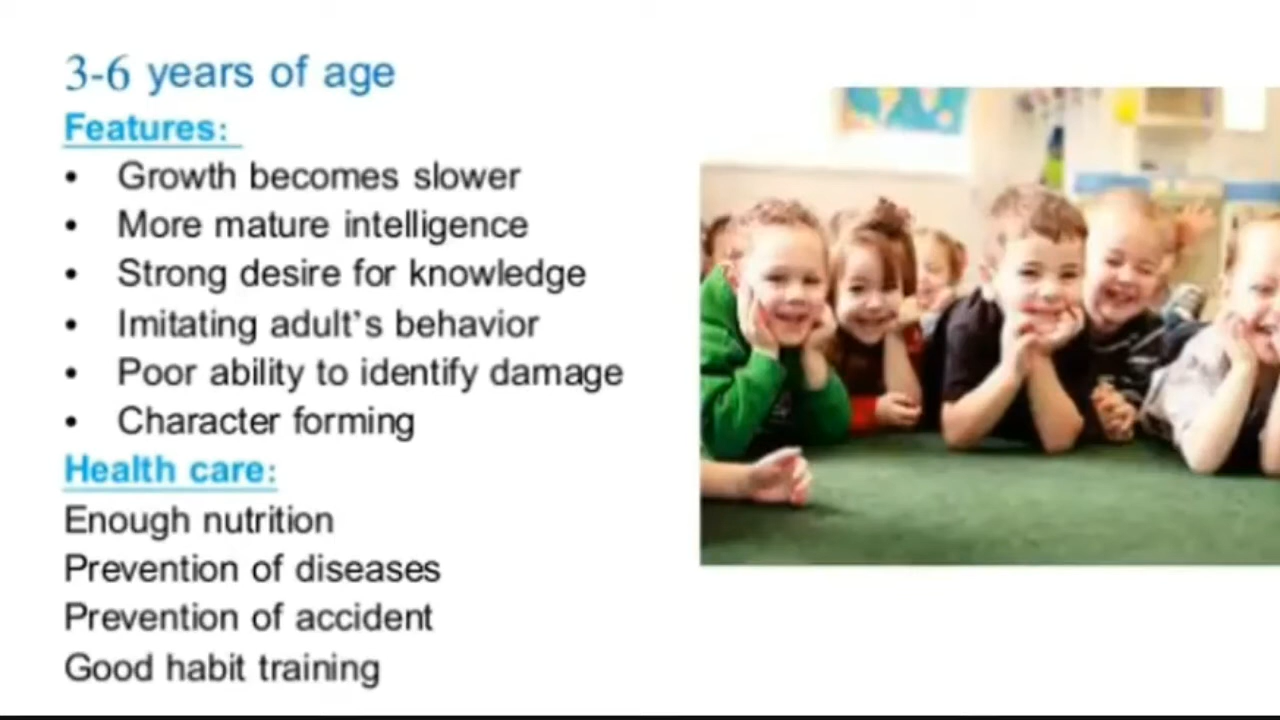 3-6 years of age
Features:
• Growth becomes slower
• More mature intelligence
• Strong desire for knowledge
• Imitating adult's behavior
• Poor ability to identify damage
• Character forming
Health care:
Enough nutrition
Prevention of diseases
Prevention of accident
Good habit training